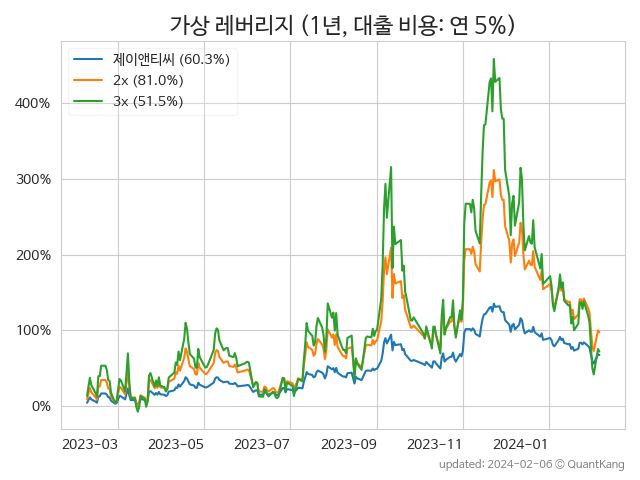 가상 레버리지 (1년, 대출 비용: 연 5%)
제이앤티씨 (60.3%)
2x (81.0%)
3x (51.5%)
400%
300%
200%
100%
0%
2023-03 2023-05 2023-07 2023-09 2023-11 2024-01
updated: 2024-02-06 © QuantKang